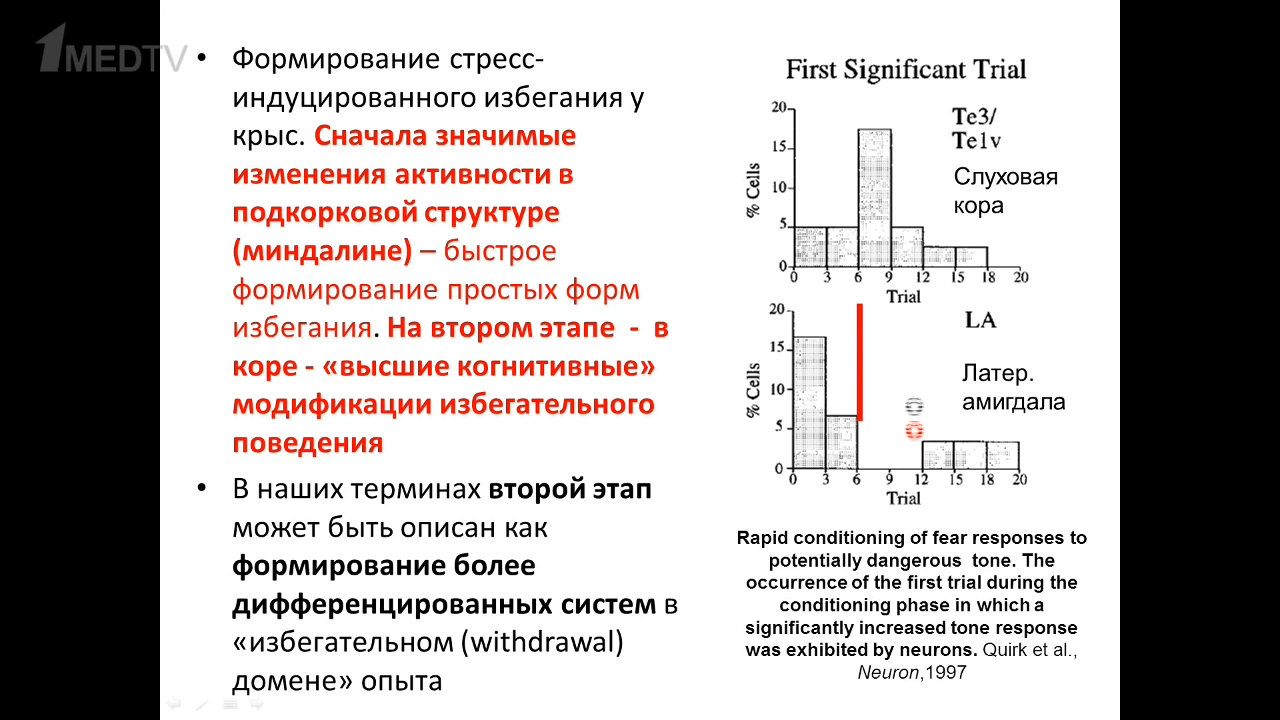 1MEDTV
• Формирование стресс-
индуцированного избегания у
крыс. Сначала значимые
изменения активности в
подкорковой структуре
(миндалине) – быстрое
формирование простых форм
избегания. На втором этапе - в
коре - «высшие когнитивные»
модификации избегательного
поведения
• В наших терминах второй этап
может быть описан как
формирование более
дифференцированных систем в
«избегательном (withdrawal)
домене» опыта
First Significant Trial
Te3/
Te1v
Слуховая
кора
% Cells
20
15
10
5
0
0 3 6 9 12 15 18 20
Trial
LA
Латер.
амигдала
% Cells
20
15
10
5
0
0 3 6 9 12 15 18 20
Trial
Rapid conditioning of fear responses to
potentially dangerous tone. The
occurrence of the first trial during the
conditioning phase in which a
significantly increased tone response
was exhibited by neurons. Quirk et al.,
Neuron,1997